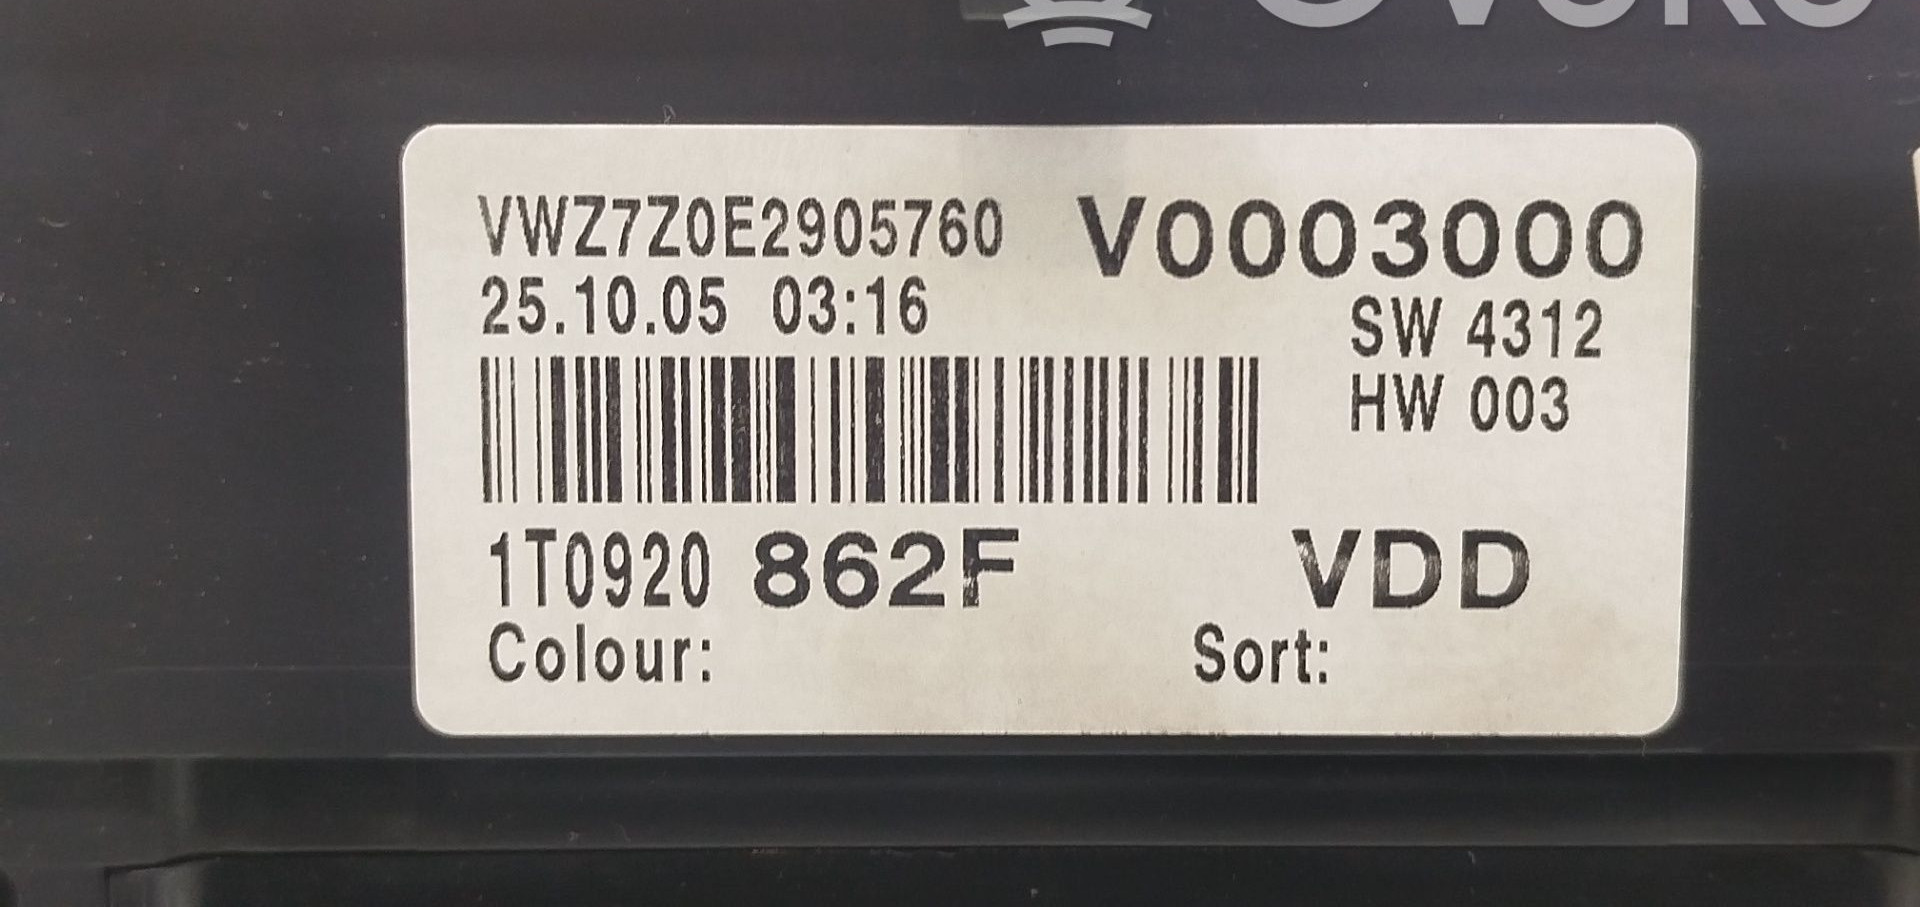 VWZ7Z0E2905760 V0003000
25.10.05 03:16 SW 4312
HW 003
1T0920 862F VDD
Colour: Sort: